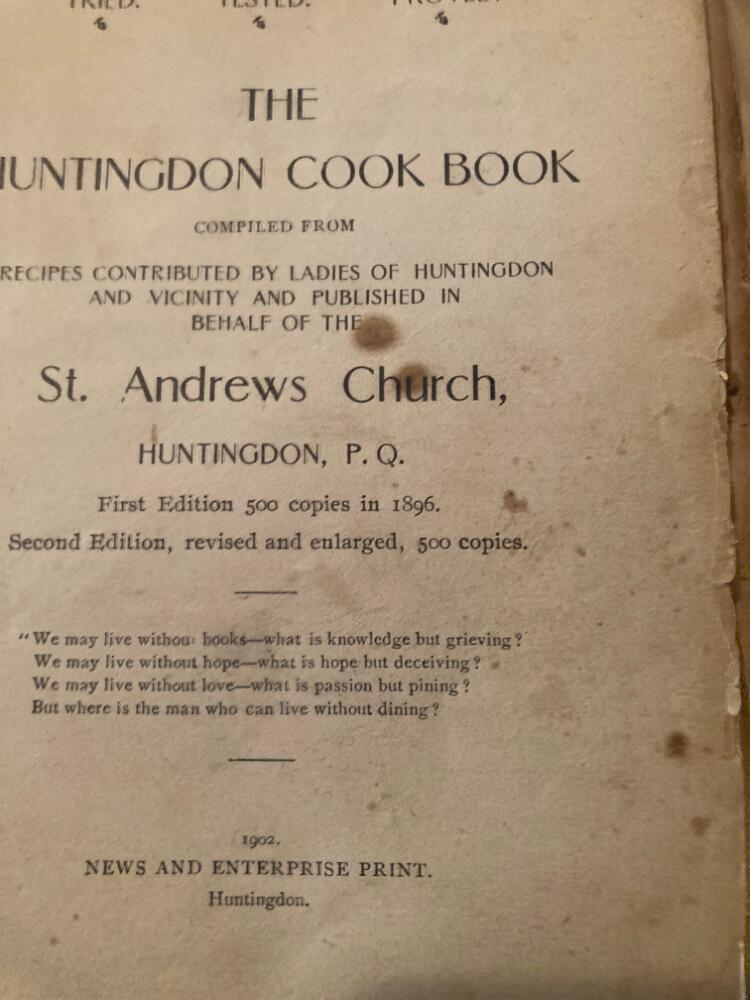 TRIED. TESTED. PROVED.
THE
HUNTINGDON COOK BOOK
COMPILED FROM
RECIPES CONTRIBUTED BY LADIES OF HUNTINGDON
AND VICINITY AND PUBLISHED IN
BEHALF OF THE
St. Andrews Church,
HUNTINGDON, P. Q.
First Edition 500 copies in 1896.
Second Edition, revised and enlarged, 500 copies.
“We may live without books—what is knowledge but grieving?
We may live without hope—what is hope but deceiving?
We may live without love—what is passion but pining?
But where is the man who can live without dining?
1902.
NEWS AND ENTERPRISE PRINT.
Huntingdon.